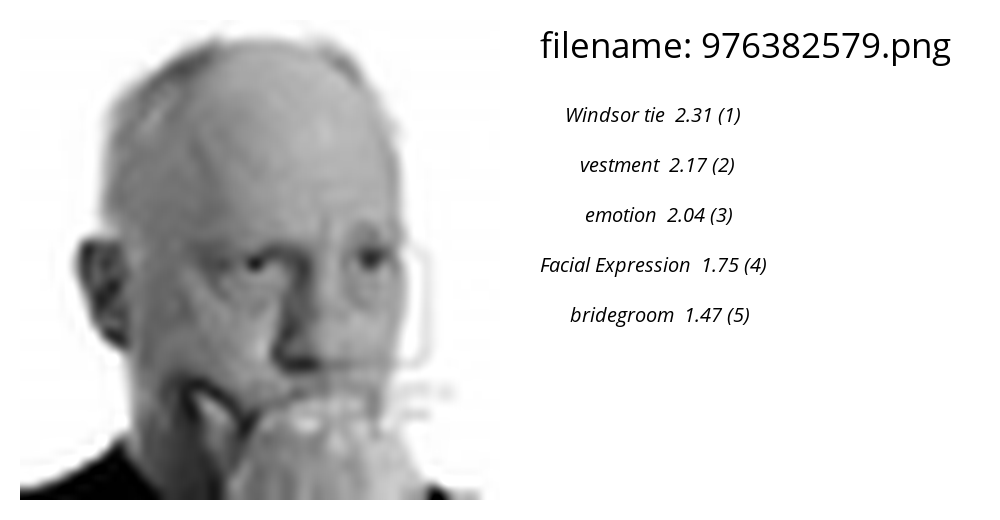 filename: 976382579.png
Windsor tie 2.31 (1)
vestment 2.17 (2)
emotion 2.04 (3)
Facial Expression 1.75 (4)
bridegroom 1.47 (5)